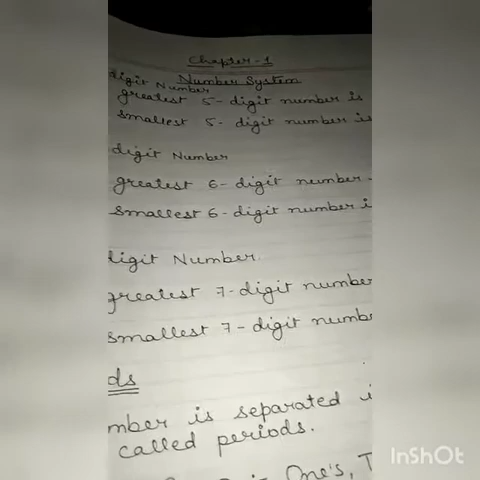 Chapter-1
Number System
digit Number
greatest 5- digit number is
smallest 5- digit number is
digit Number
greatest 6- digit number
smallest 6- digit number i
digit Number
greatest 7-digit number
smallest 7- digit numbe
ds
mber is separated i
called periods.
One's, T
InShOt